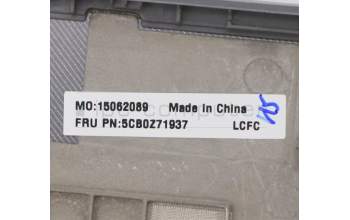 MO:15062089 Made in China
FRU PN:5CB0Z71937 LCFC